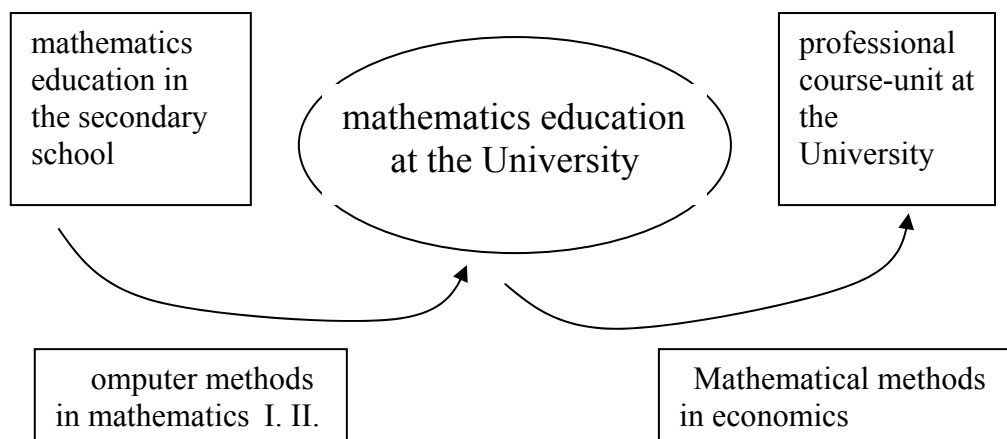 mathematics
education in
the secondary
school
mathematics education
at the University
professional
course-unit at
the
University
omputer methods
in mathematics I. II.
Mathematical methods
in economics